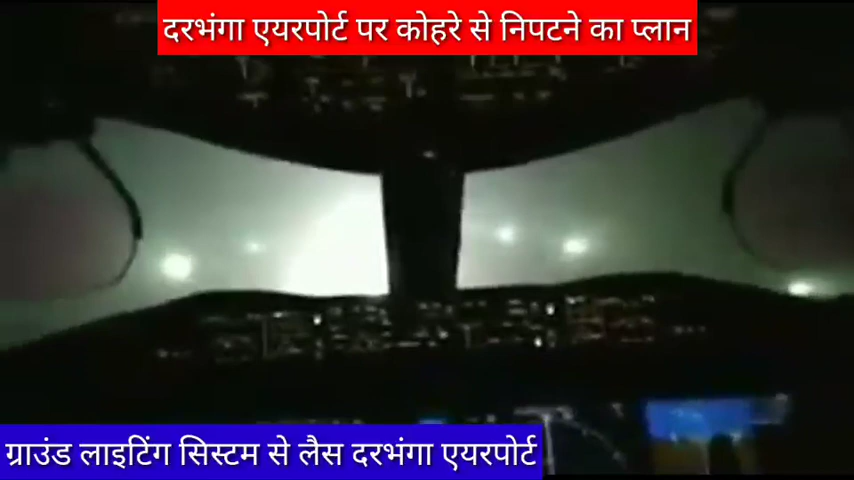 दरभंगा एयरपोर्ट पर कोहरे से निपटने का प्लान
ग्राउंड लाइटिंग सिस्टम से लैस दरभंगा एयरपोर्ट